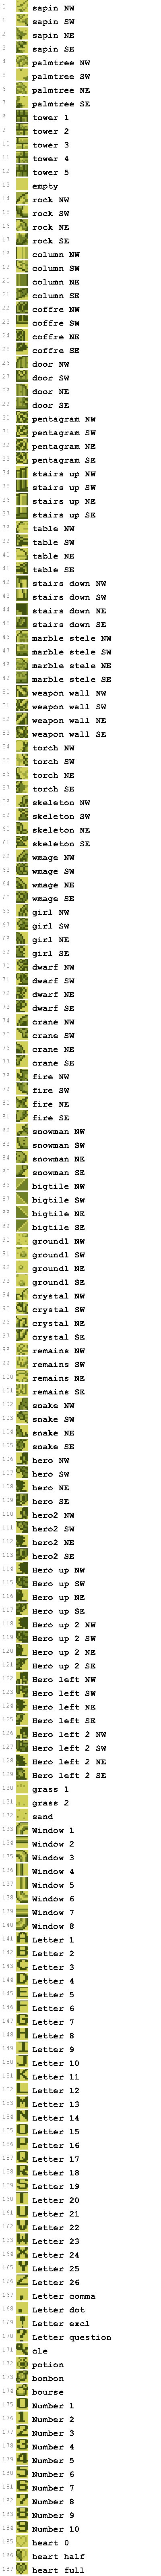 0 sapin NW
1 sapin SW
2 sapin NE
3 sapin SE
4 palmtree NW
5 palmtree SW
6 palmtree NE
7 palmtree SE
8 tower 1
9 tower 2
10 tower 3
11 tower 4
12 tower 5
13 empty
14 rock NW
15 rock SW
16 rock NE
17 rock SE
18 column NW
19 column SW
20 column NE
21 column SE
22 coffre NW
23 coffre SW
24 coffre NE
25 coffre SE
26 door NW
27 door SW
28 door NE
29 door SE
30 pentagram NW
31 pentagram SW
32 pentagram NE
33 pentagram SE
34 stairs up NW
35 stairs up SW
36 stairs up NE
37 stairs up SE
38 table NW
39 table SW
40 table NE
41 table SE
42 stairs down NW
43 stairs down SW
44 stairs down NE
45 stairs down SE
46 marble stele NW
47 marble stele SW
48 marble stele NE
49 marble stele SE
50 weapon wall NW
51 weapon wall SW
52 weapon wall NE
53 weapon wall SE
54 torch NW
55 torch SW
56 torch NE
57 torch SE
58 skeleton NW
59 skeleton SW
60 skeleton NE
61 skeleton SE
62 wmage NW
63 wmage SW
64 wmage NE
65 wmage SE
66 girl NW
67 girl SW
68 girl NE
69 girl SE
70 dwarf NW
71 dwarf SW
72 dwarf NE
73 dwarf SE
74 crane NW
75 crane SW
76 crane NE
77 crane SE
78 fire NW
79 fire SW
80 fire NE
81 fire SE
82 snowman NW
83 snowman SW
84 snowman NE
85 snowman SE
86 bigtile NW
87 bigtile SW
88 bigtile NE
89 bigtile SE
90 ground1 NW
91 ground1 SW
92 ground1 NE
93 ground1 SE
94 crystal NW
95 crystal SW
96 crystal NE
97 crystal SE
98 remains NW
99 remains SW
100 remains NE
101 remains SE
102 snake NW
103 snake SW
104 snake NE
105 snake SE
106 hero NW
107 hero SW
108 hero NE
109 hero SE
110 hero2 NW
111 hero2 SW
112 hero2 NE
113 hero2 SE
114 Hero up NW
115 Hero up SW
116 Hero up NE
117 Hero up SE
118 Hero up 2 NW
119 Hero up 2 SW
120 Hero up 2 NE
121 Hero up 2 SE
122 Hero left NW
123 Hero left SW
124 Hero left NE
125 Hero left SE
126 Hero left 2 NW
127 Hero left 2 SW
128 Hero left 2 NE
129 Hero left 2 SE
130 grass 1
131 grass 2
132 sand
133 Window 1
134 Window 2
135 Window 3
136 Window 4
137 Window 5
138 Window 6
139 Window 7
140 Window 8
141 A Letter 1
142 B Letter 2
143 C Letter 3
144 D Letter 4
145 E Letter 5
146 F Letter 6
147 G Letter 7
148 H Letter 8
149 I Letter 9
150 J Letter 10
151 K Letter 11
152 L Letter 12
153 M Letter 13
154 N Letter 14
155 O Letter 15
156 P Letter 16
157 Q Letter 17
158 R Letter 18
159 S Letter 19
160 T Letter 20
161 U Letter 21
162 V Letter 22
163 W Letter 23
164 X Letter 24
165 Y Letter 25
166 Z Letter 26
167 , Letter comma
168 . Letter dot
169 ! Letter excl
170 ? Letter question
171 cle
172 potion
173 bonbon
174 bourse
175 0 Number 1
176 1 Number 2
177 2 Number 3
178 3 Number 4
179 4 Number 5
180 5 Number 6
181 6 Number 7
182 7 Number 8
183 8 Number 9
184 9 Number 10
185 heart 0
186 heart half
187 heart full